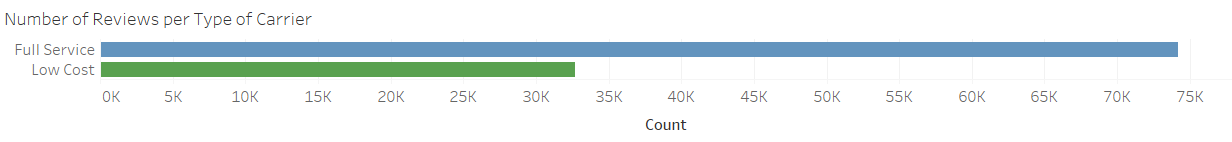 Number of Reviews per Type of Carrier
Full Service
Low Cost
0K 5K 10K 15K 20K 25K 30K 35K 40K 45K 50K 55K 60K 65K 70K 75K
Count